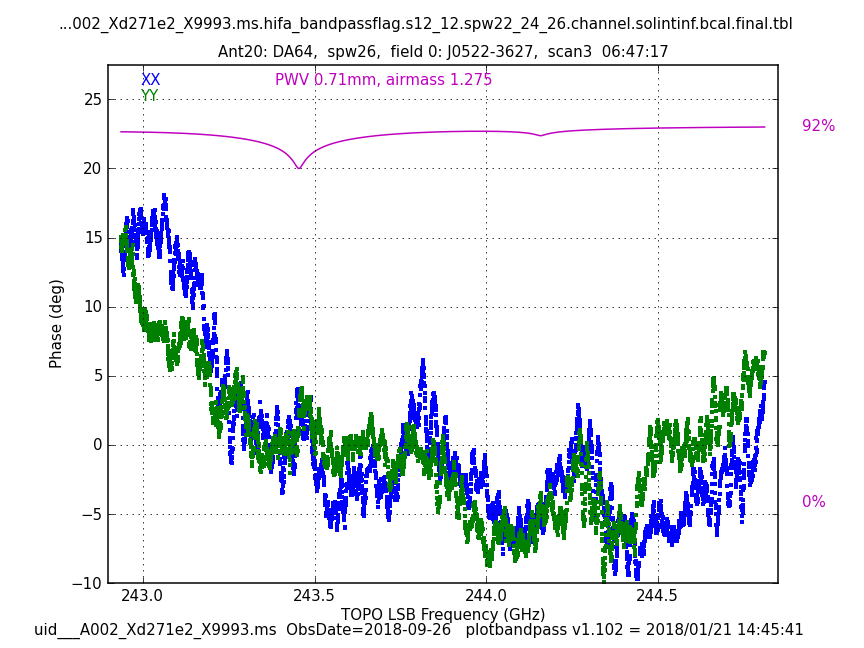 ...002_Xd271e2_X9993.ms.hifa_bandpassflag.s12_12.spw22_24_26.channel.solintinf.bcal.final.tbl
Ant20: DA64,  spw26,  field 0: J0522-3627,  scan3  06:47:17
XX
PWV 0.71mm, airmass 1.275
YY
25
92%
20
15
10
Phase (deg)
5
0
0%
−5
−10
243.0
243.5
244.0
244.5
TOPO LSB Frequency (GHz)
uid___A002_Xd271e2_X9993.ms  ObsDate=2018-09-26   plotbandpass v1.102 = 2018/01/21 14:45:41